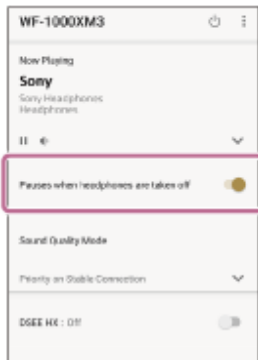 WF-1000XM3
Now Playing
Sony
Sony Headphones
Headphones
Pauses when headphones are taken off
Sound Quality Mode
Priority on Stable Connection
DSEE HX : Off